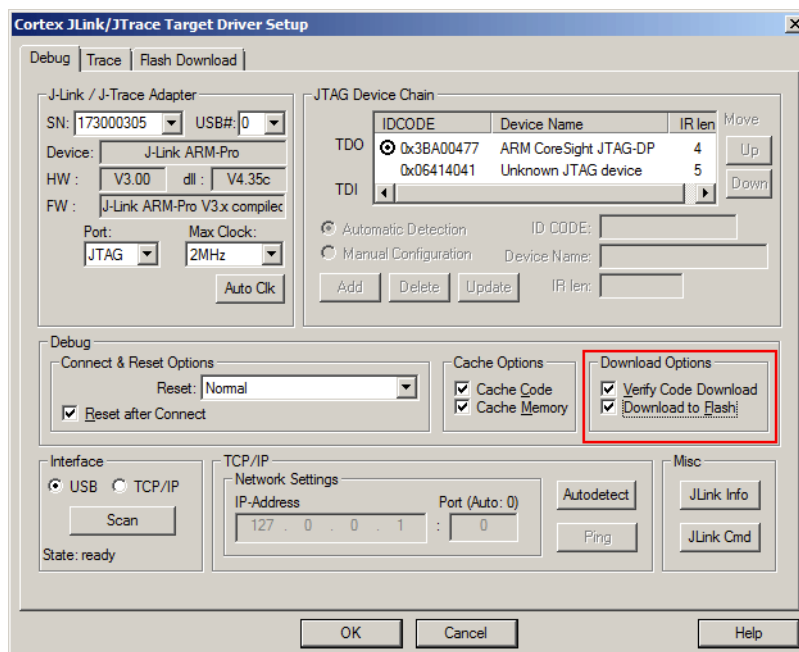 Cortex JLink/JTrace Target Driver Setup
Debug Trace Flash Download
J-Link / J-Trace Adapter
SN: 173000305 USB#: 0
Device: J-Link ARM-Pro
HW : V3.00 dll : V4.35c
FW : J-Link ARM-Pro V3.x compiled
Port: Max Clock:
JTAG 2MHz
Auto Clk
JTAG Device Chain
IDCODE Device Name IR len Move
TDO 0x3BA00477 ARM CoreSight JTAG-DP 4 Up
0x06414041 Unknown JTAG device 5
TDI Down
Automatic Detection ID CODE:
Manual Configuration Device Name:
Add Delete Update IR len:
Debug
Connect & Reset Options
Reset: Normal
Reset after Connect
Cache Options
Cache Code
Cache Memory
Download Options
Verify Code Download
Download to Flash
Interface
USB TCP/IP
Scan
State: ready
TCP/IP
Network Settings
IP-Address Port (Auto: 0)
127 . 0 . 0 . 1 : 0
Autodetect
Ping
Misc
JLink Info
JLink Cmd
OK Cancel Help